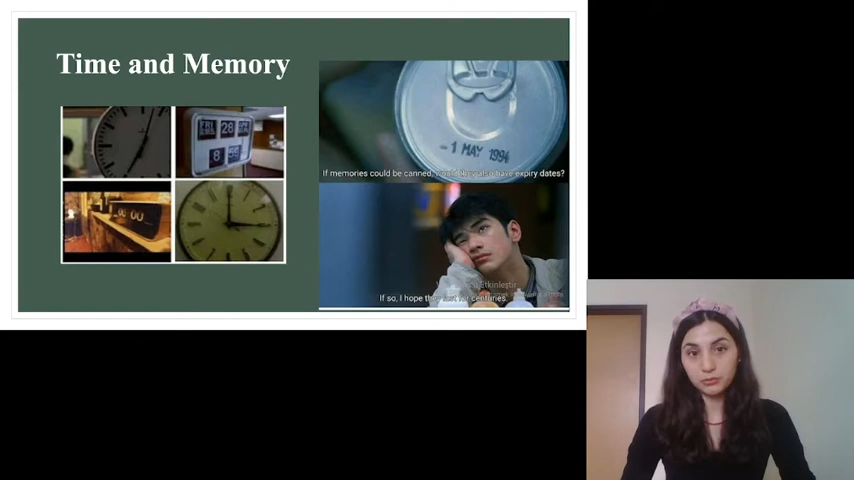 Time and Memory
FRI
28
8
- 1 MAY 1994
If memories could be canned, would they also have expiry dates?
If so, I hope they last for centuries.